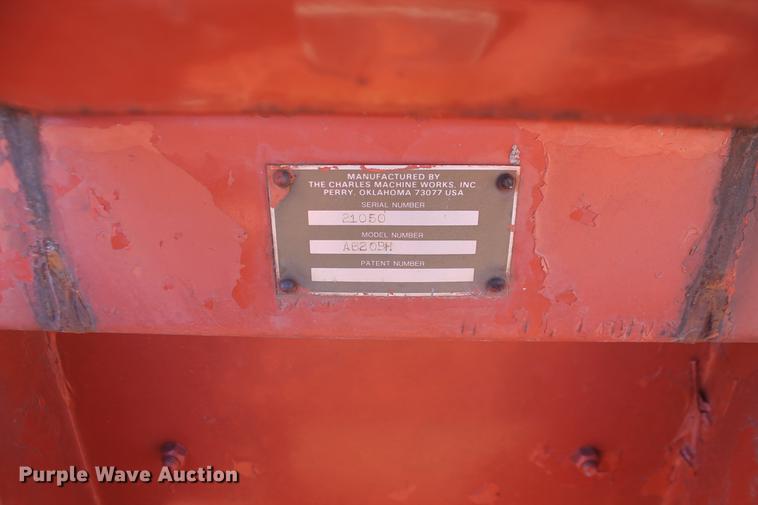 MANUFACTURED BY
THE CHARLES MACHINE WORKS, INC
PERRY, OKLAHOMA 73077 USA
SERIAL NUMBER
21050
MODEL NUMBER
A820BH
PATENT NUMBER
Purple Wave Auction